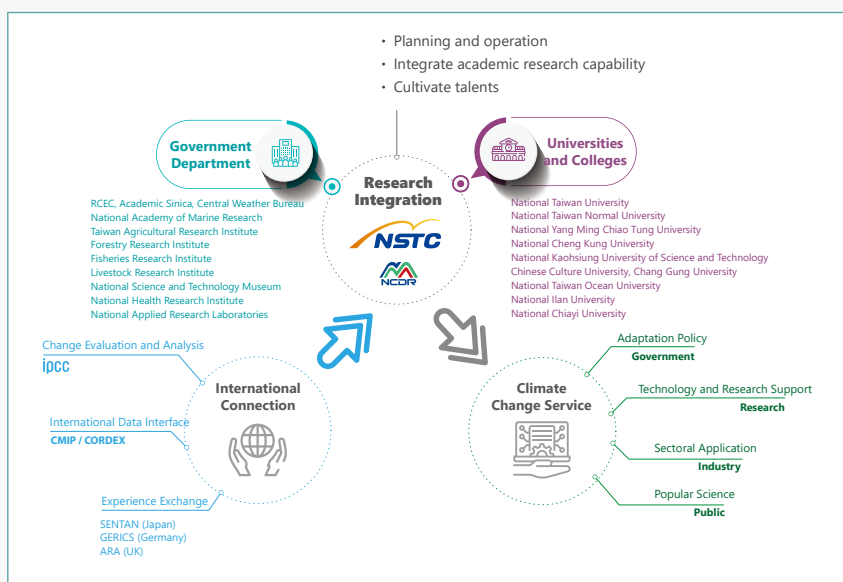 • Planning and operation
• Integrate academic research capability
• Cultivate talents
Government
Department
Universities
and Colleges
Research
Integration
NSTC
NCDR
RCEC, Academic Sinica, Central Weather Bureau
National Academy of Marine Research
Taiwan Agricultural Research Institute
Forestry Research Institute
Fisheries Research Institute
Livestock Research Institute
National Science and Technology Museum
National Health Research Institute
National Applied Research Laboratories
National Taiwan University
National Taiwan Normal University
National Yang Ming Chiao Tung University
National Cheng Kung University
National Kaohsiung University of Science and Technology
Chinese Culture University, Chang Gung University
National Taiwan Ocean University
National Ilan University
National Chiayi University
Change Evaluation and Analysis
ipcc
International Data Interface
CMIP / CORDEX
Experience Exchange
SENTAN (Japan)
GERICS (Germany)
ARA (UK)
International
Connection
Climate
Change Service
Adaptation Policy
Government
Technology and Research Support
Research
Sectoral Application
Industry
Popular Science
Public